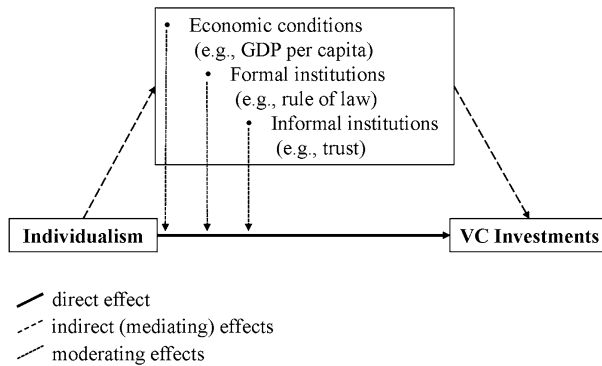 • Economic conditions
(e.g., GDP per capita)
• Formal institutions
(e.g., rule of law)
• Informal institutions
(e.g., trust)
Individualism
VC Investments
direct effect
indirect (mediating) effects
moderating effects